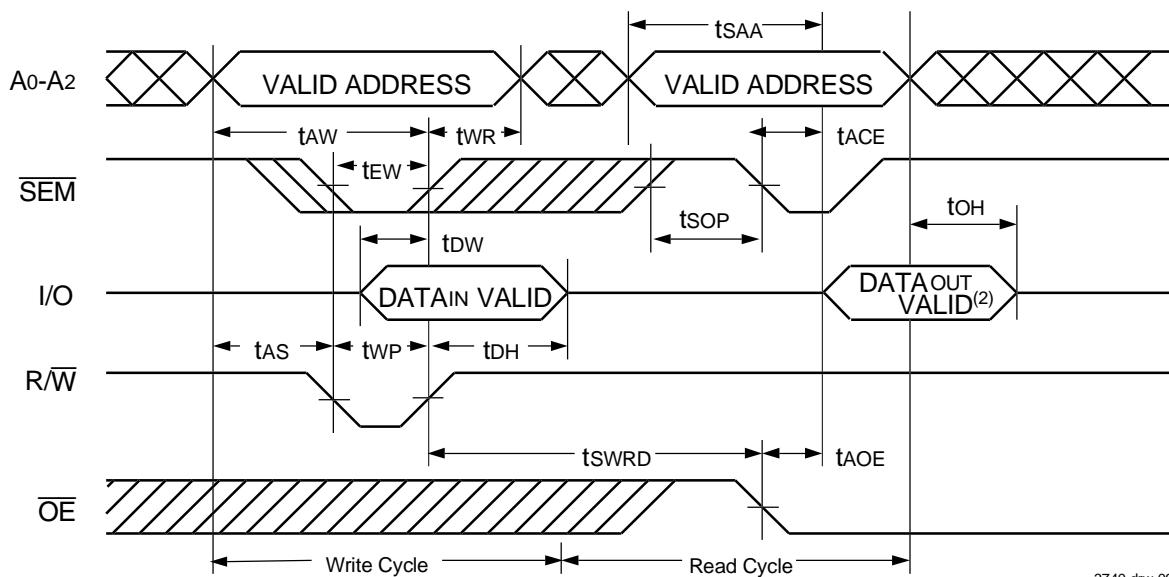 tSAA
A0-A2 VALID ADDRESS VALID ADDRESS
tAW tWR tACE
tEW
SEM
tSOP tOH
tDW
I/O DATAIN VALID DATAOUT
VALID(2)
tAS tWP tDH
R/W
tSWRD tAOE
OE
Write Cycle Read Cycle